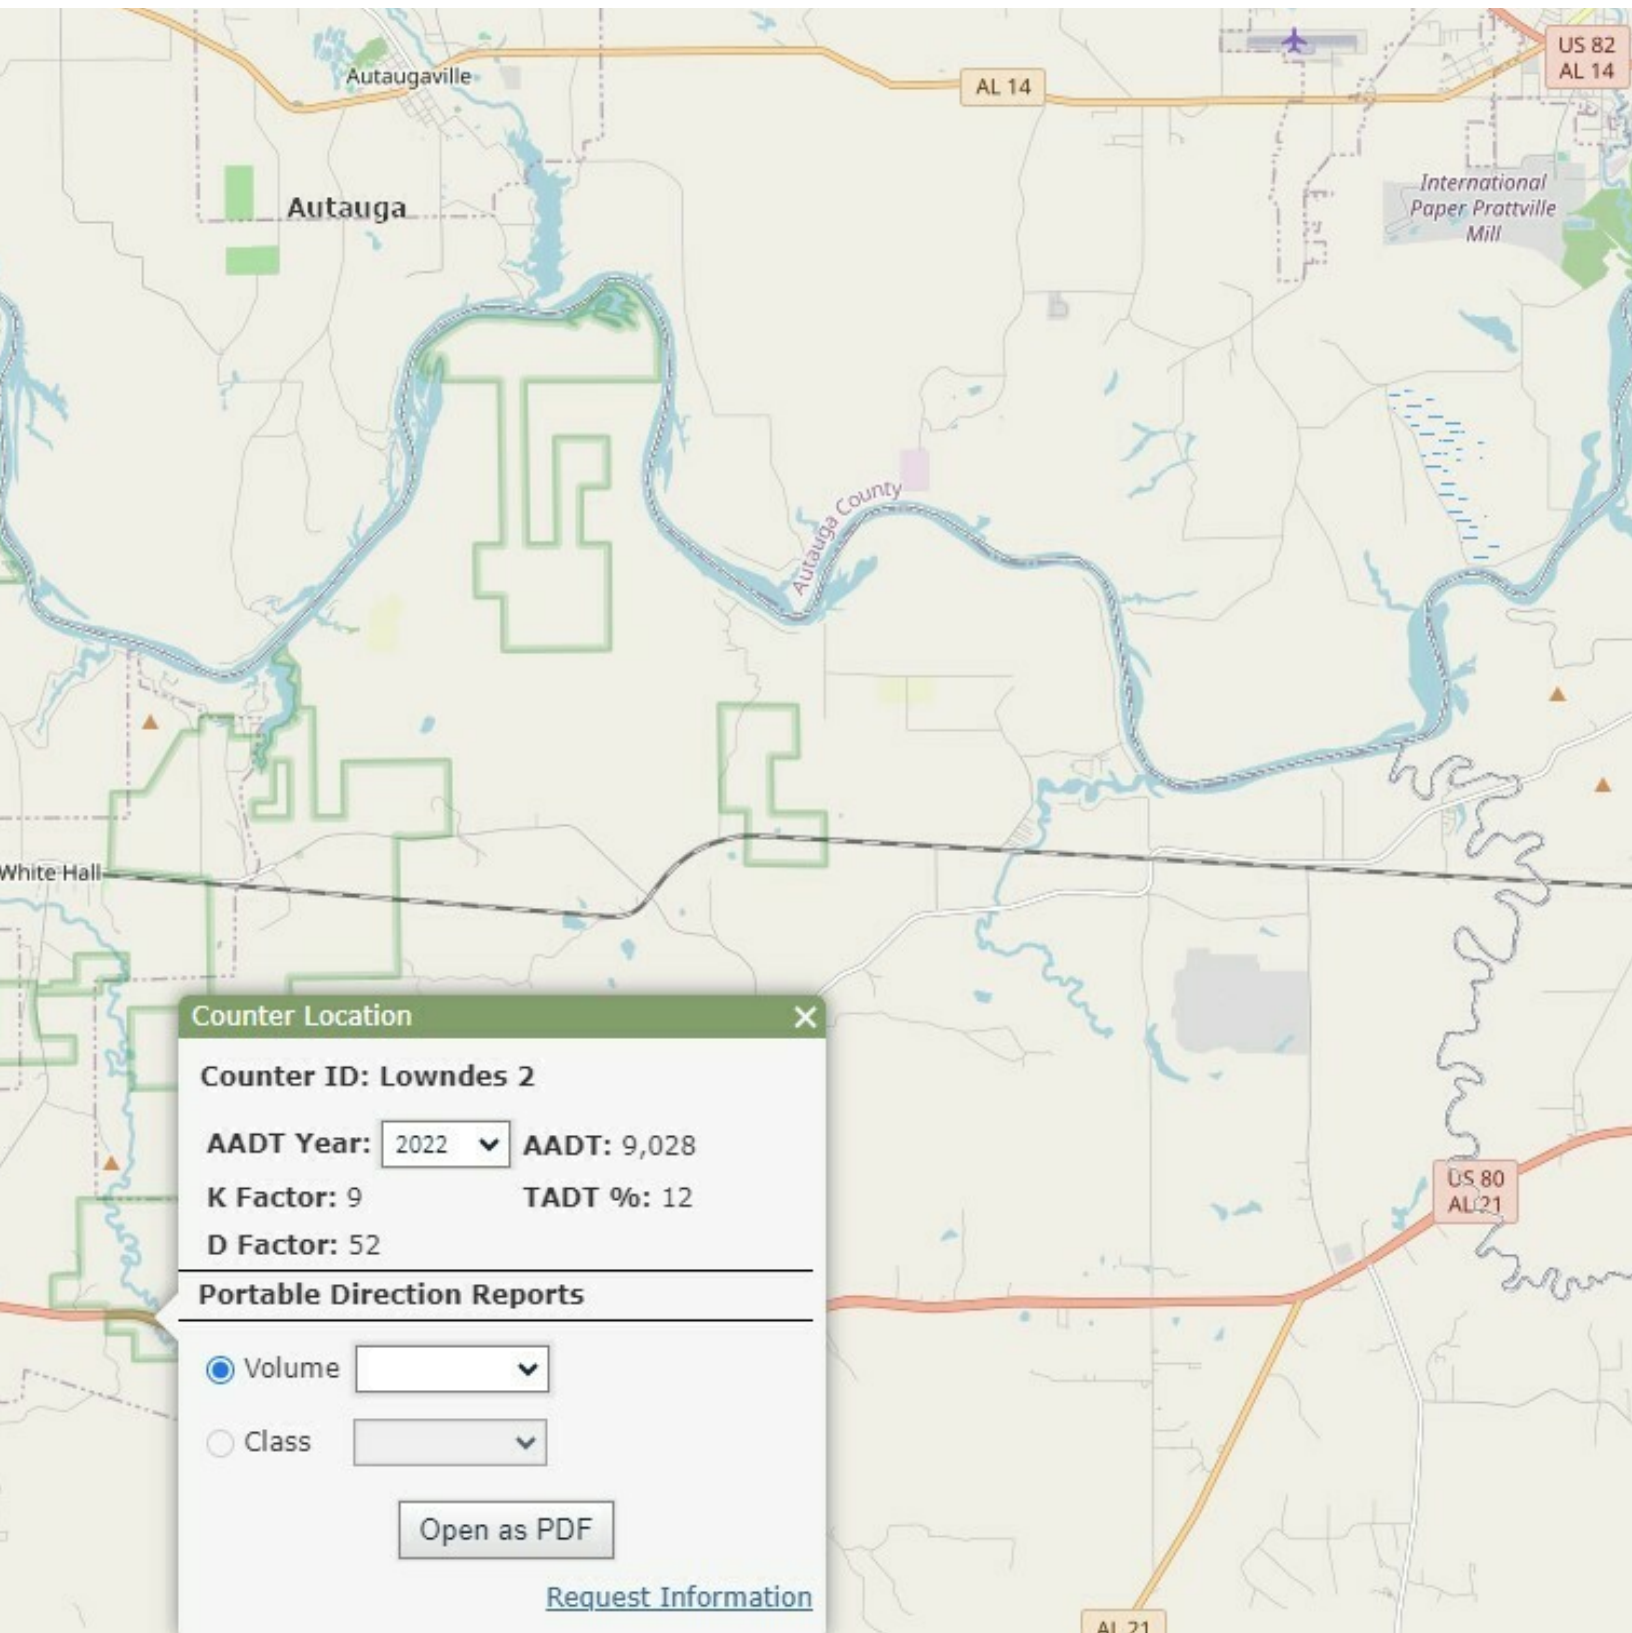 US 82
AL 14
Autaugaville
AL 14
International
Paper Prattville
Mill
Autauga
Autauga County
White Hall
Counter Location
Counter ID: Lowndes 2
AADT Year: 2022 AADT: 9,028
K Factor: 9 TADT %: 12
D Factor: 52
US 80
AL 21
Portable Direction Reports
Volume
Class
Open as PDF
Request Information
AL 21